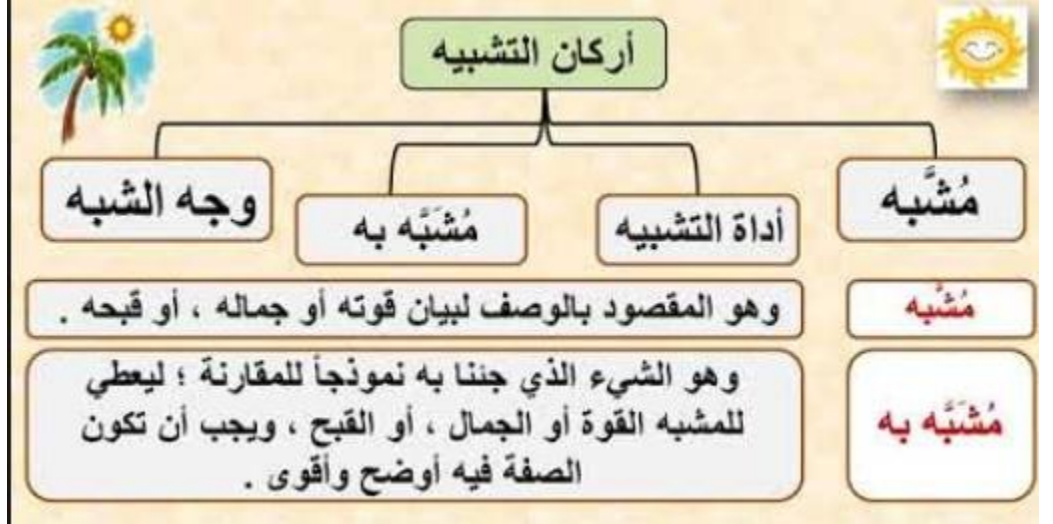 أركان التشبيه
مُشَبَّه
أداة التشبيه
مُشَبَّه به
وجه الشبه
مُشَبَّه
وهو المقصود بالوصف لبيان قوته أو جماله ، أو قبحه .
مُشَبَّه به
وهو الشيء الذي جئنا به نموذجاً للمقارنة ؛ ليعطي
للمشبه القوة أو الجمال ، أو القبح ، ويجب أن تكون
الصفة فيه أوضح وأقوى .